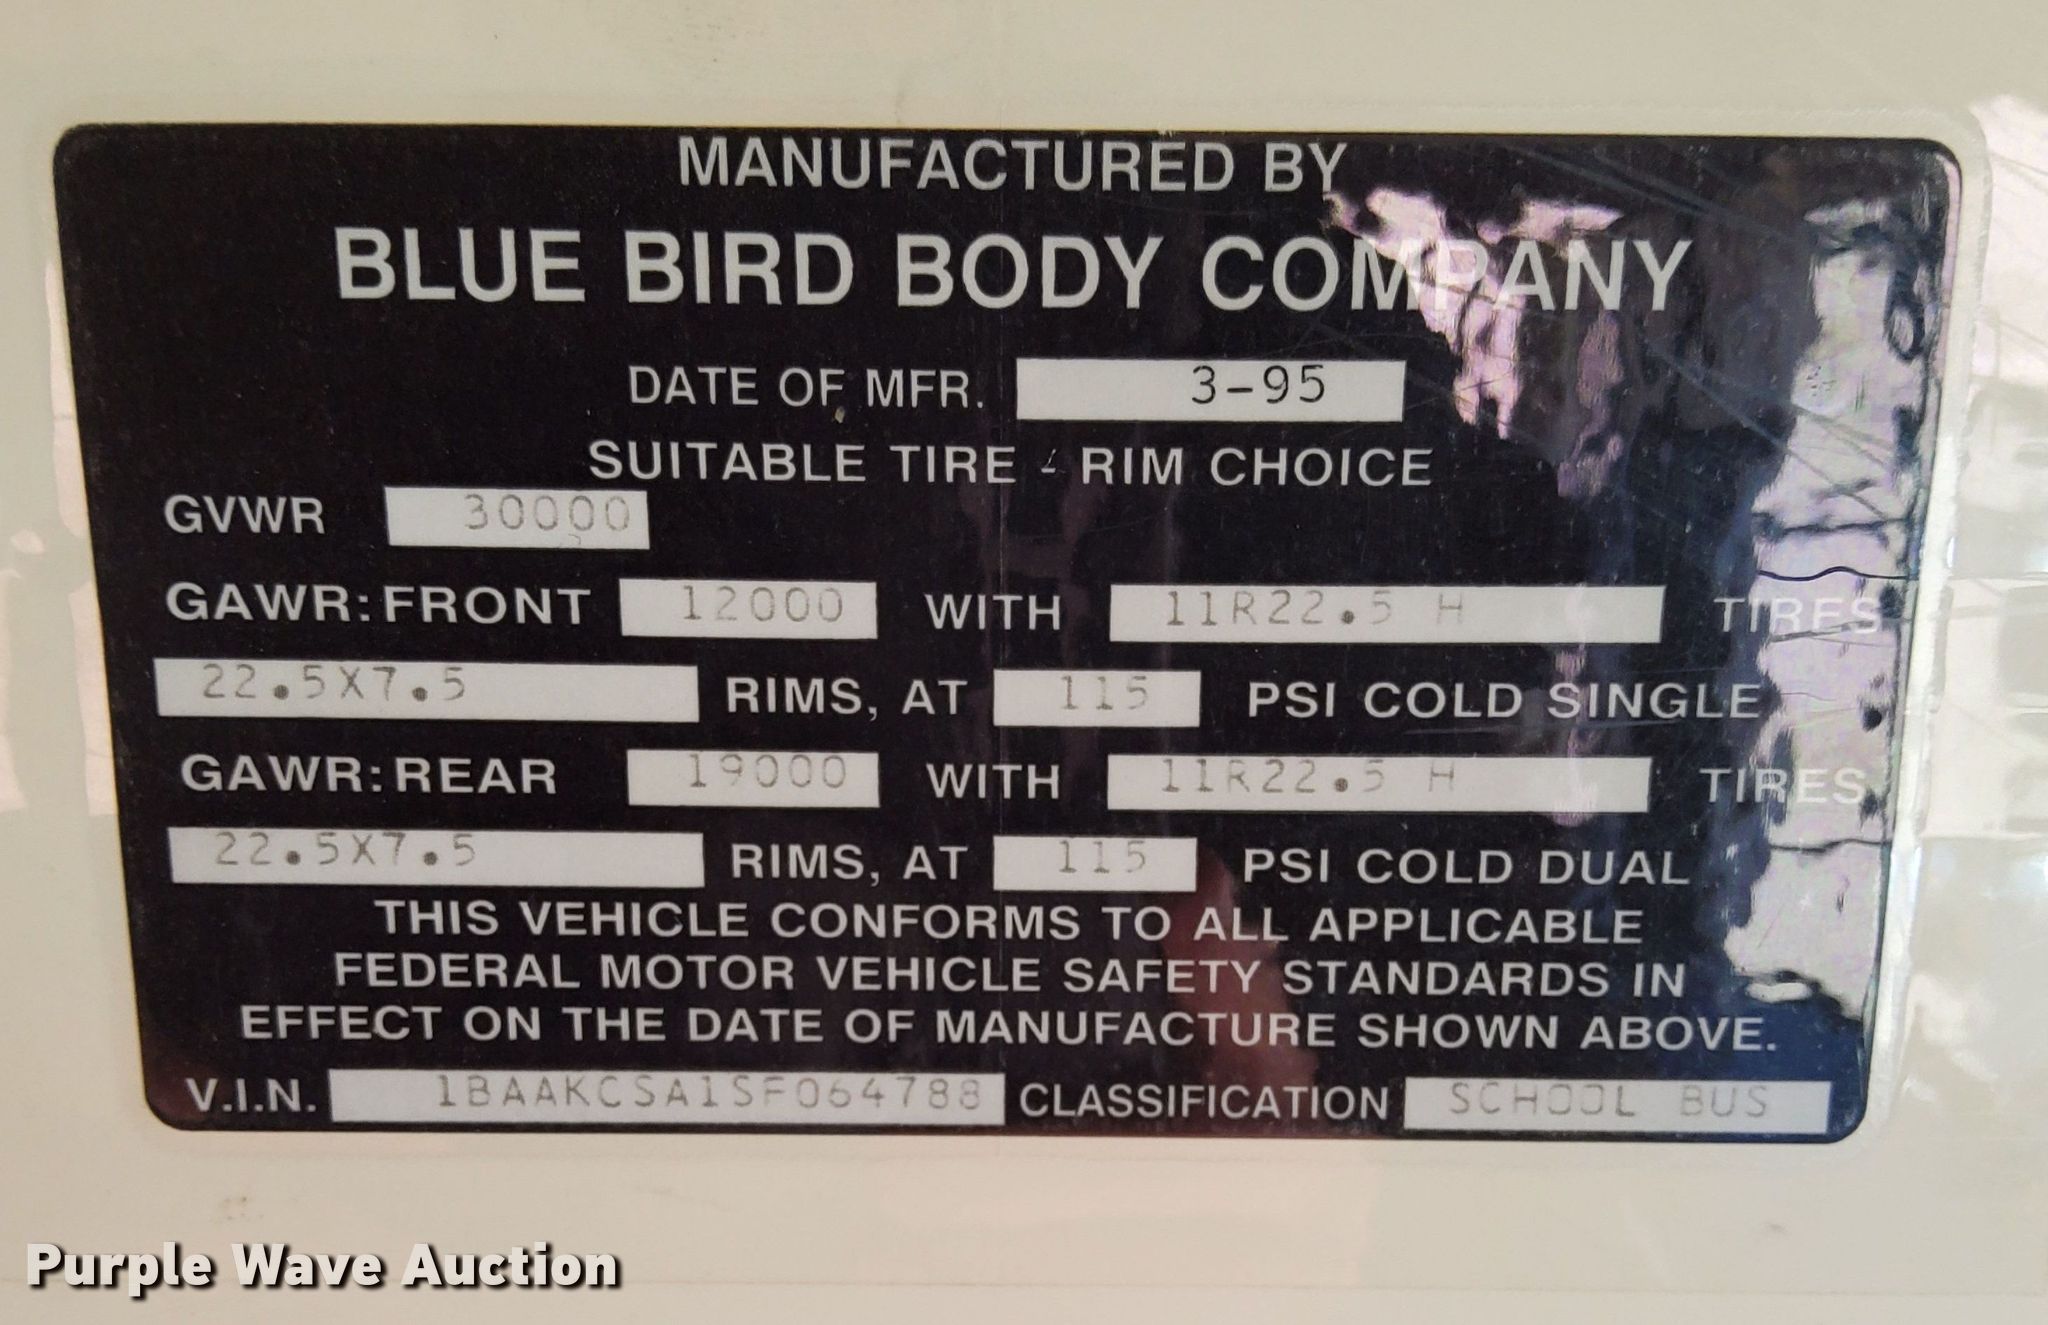 MANUFACTURED BY
BLUE BIRD BODY COMPANY
DATE OF MFR. 3-95
SUITABLE TIRE - RIM CHOICE
GVWR 30000
GAWR: FRONT 12000 WITH 11R22.5 H TIRES
22.5X7.5 RIMS, AT 115 PSI COLD SINGLE
GAWR: REAR 19000 WITH 11R22.5 H TIRES
22.5X7.5 RIMS, AT 115 PSI COLD DUAL
THIS VEHICLE CONFORMS TO ALL APPLICABLE
FEDERAL MOTOR VEHICLE SAFETY STANDARDS IN
EFFECT ON THE DATE OF MANUFACTURE SHOWN ABOVE.
V.I.N. 1BAAKCSA1SF064788 CLASSIFICATION SCHOOL BUS
Purple Wave Auction